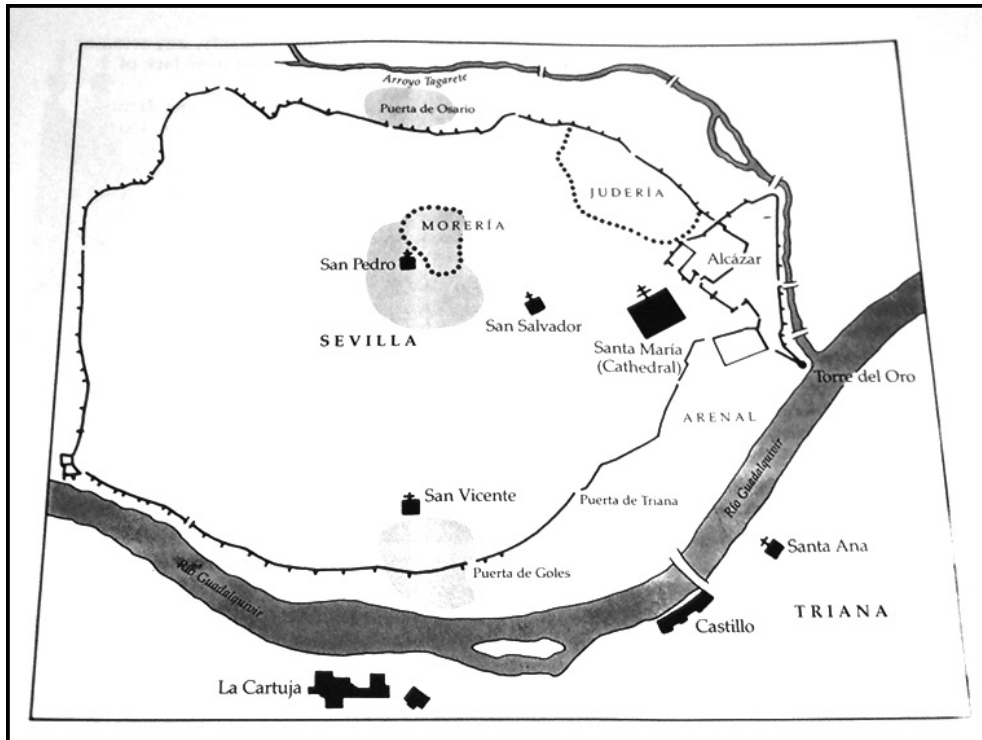 Arroyo Tagarete
Puerta de Osario
JUDERÍA
MORERÍA
San Pedro
Alcázar
San Salvador
SEVILLA
Santa María
(Cathedral)
Torre del Oro
ARENAL
Río Guadalquivir
San Vicente
Puerta de Triana
Santa Ana
Puerta de Goles
Río Guadalquivir
TRIANA
Castillo
La Cartuja